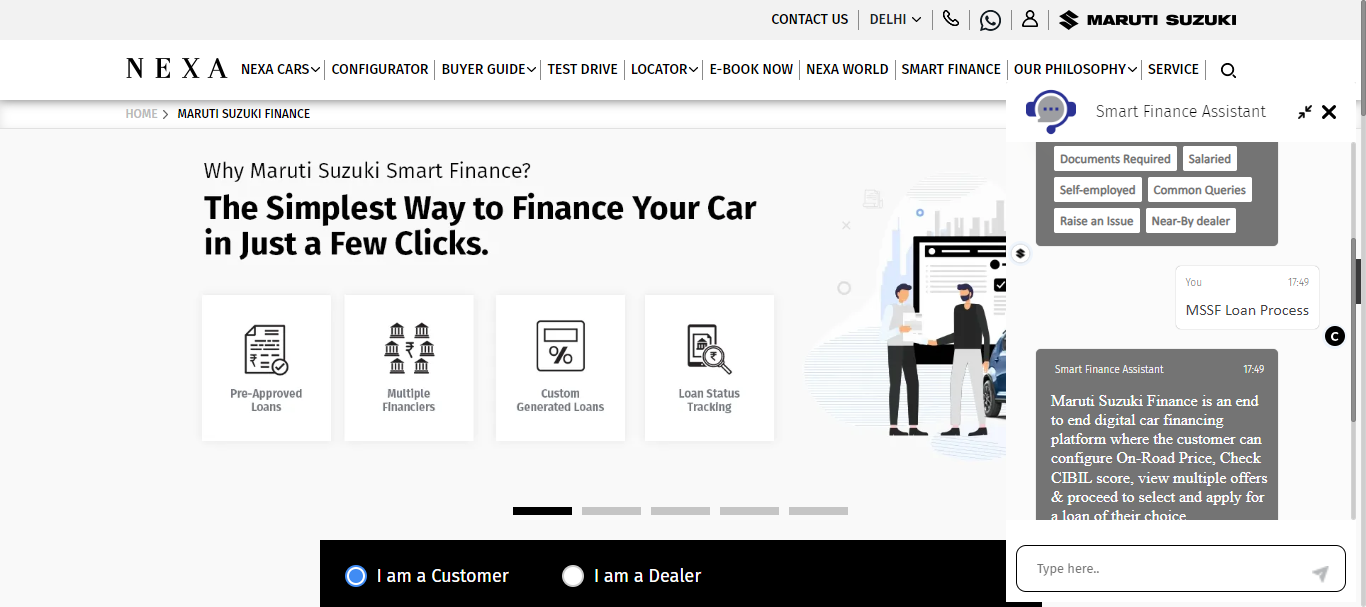 CONTACT US
DELHI
MARUTI SUZUKI
NEXA
NEXA CARS
CONFIGURATOR
BUYER GUIDE
TEST DRIVE
LOCATOR
E-BOOK NOW
NEXA WORLD
SMART FINANCE
OUR PHILOSOPHY
SERVICE
HOME > MARUTI SUZUKI FINANCE
Why Maruti Suzuki Smart Finance?
The Simplest Way to Finance Your Car
in Just a Few Clicks.
Pre-Approved
Loans
Multiple
Financiers
Custom
Generated Loans
Loan Status
Tracking
I am a Customer
I am a Dealer
Smart Finance Assistant
Documents Required
Salaried
Self-employed
Common Queries
Raise an Issue
Near-By dealer
You 17:49
MSSF Loan Process
C
Smart Finance Assistant 17:49
Maruti Suzuki Finance is an end
to end digital car financing
platform where the customer can
configure On-Road Price, Check
CIBIL score, view multiple offers
& proceed to select and apply for
a loan of their choice
Type here..